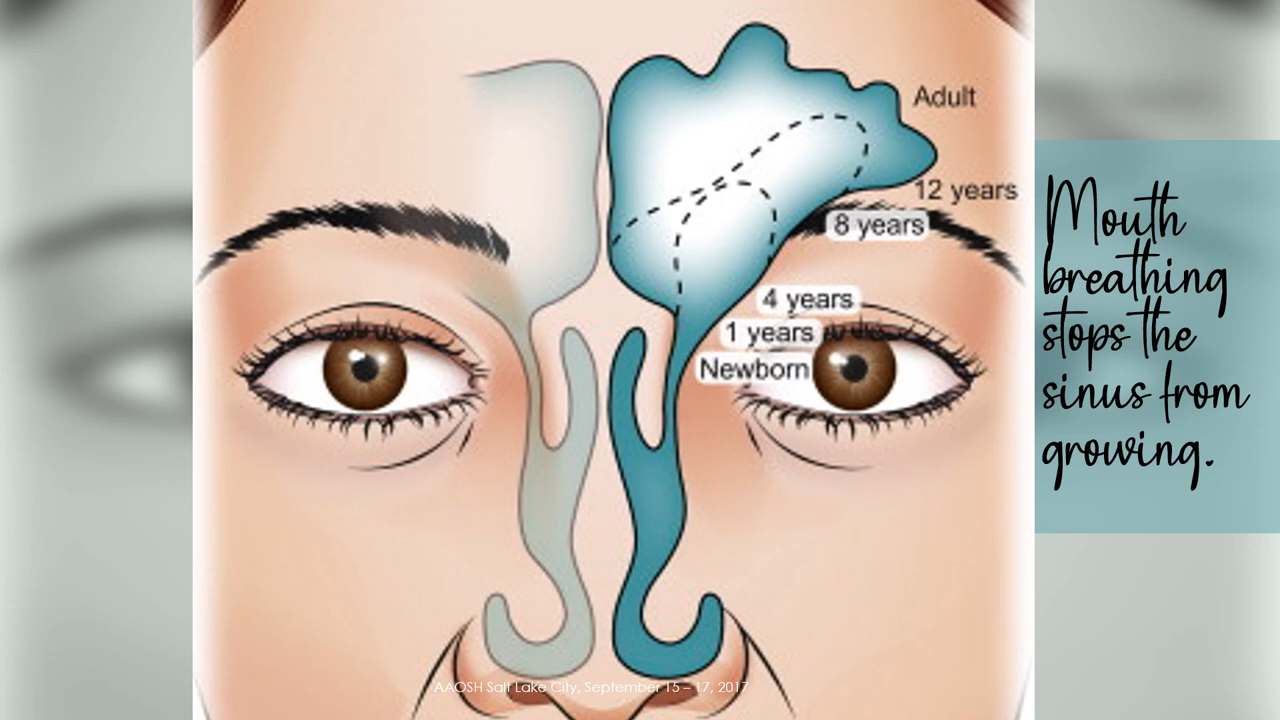 Adult
12 years
8 years
4 years
1 years
Newborn
Mouth
breathing
stops the
sinus from
growing.
AAOSH Salt Lake City, September 15 – 17, 2017